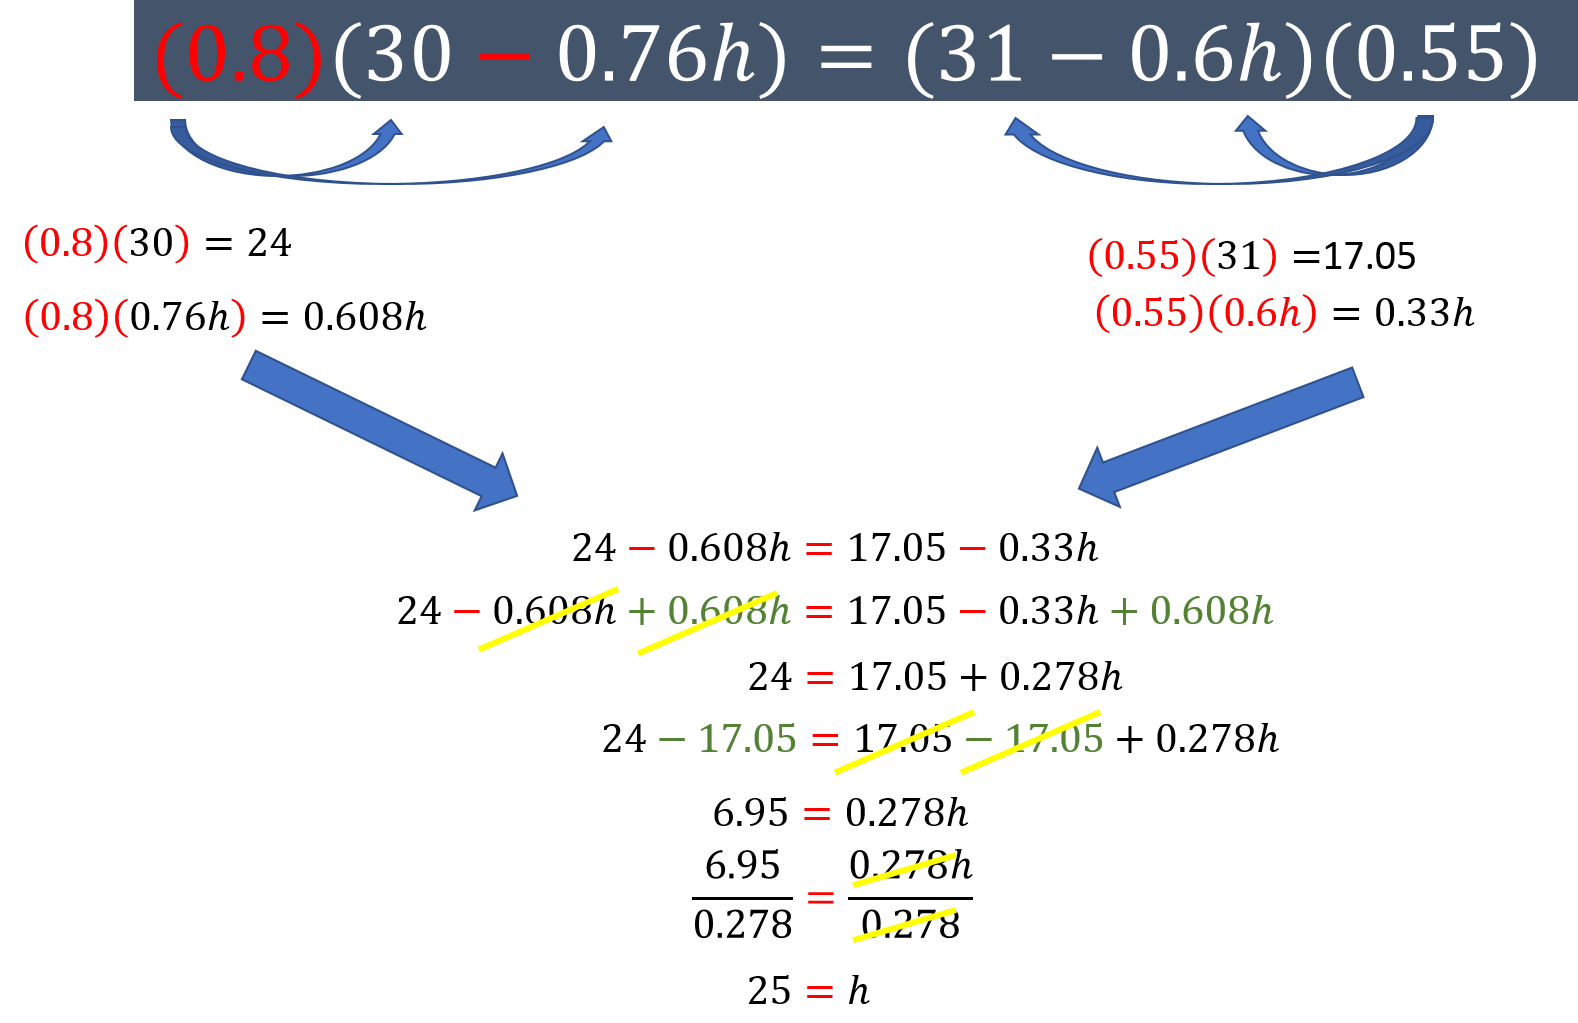 (0.8)(30 − 0.76h) = (31 − 0.6h)(0.55)
(0.8)(30) = 24
(0.8)(0.76h) = 0.608h
(0.55)(31) =17.05
(0.55)(0.6h) = 0.33h
24 − 0.608h = 17.05 − 0.33h
24 − 0.608h + 0.608h = 17.05 − 0.33h + 0.608h
24 = 17.05 + 0.278h
24 − 17.05 = 17.05 − 17.05 + 0.278h
6.95 = 0.278h
6.95/0.278 = 0.278h/0.278
25 = h